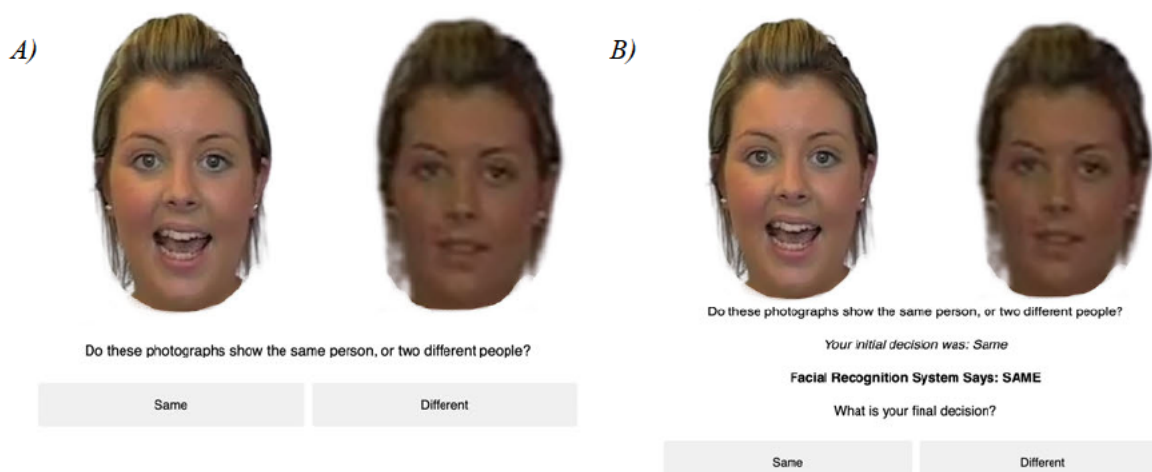 A)
Do these photographs show the same person, or two different people?
Same
Different
B)
Do these photographs show the same person, or two different people?
Your initial decision was: Same
Facial Recognition System Says: SAME
What is your final decision?
Same
Different